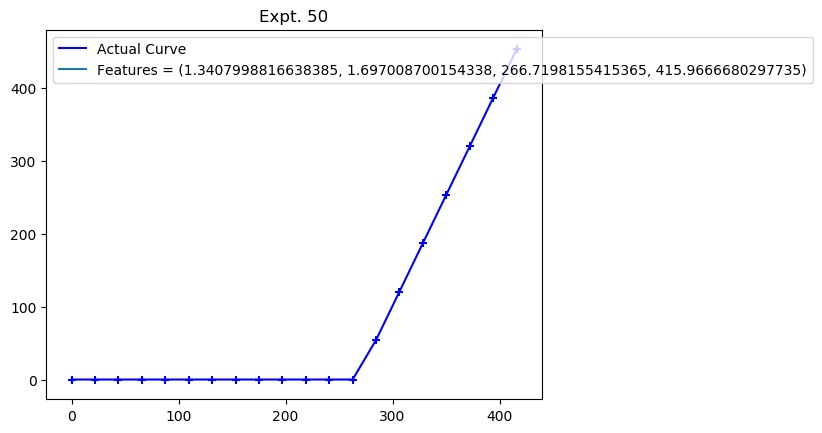 Expt. 50
Actual Curve
Features = (1.3407998816638385, 1.697008700154338, 266.7198155415365, 415.9666680297735)
400
300
200
100
0
0 100 200 300 400